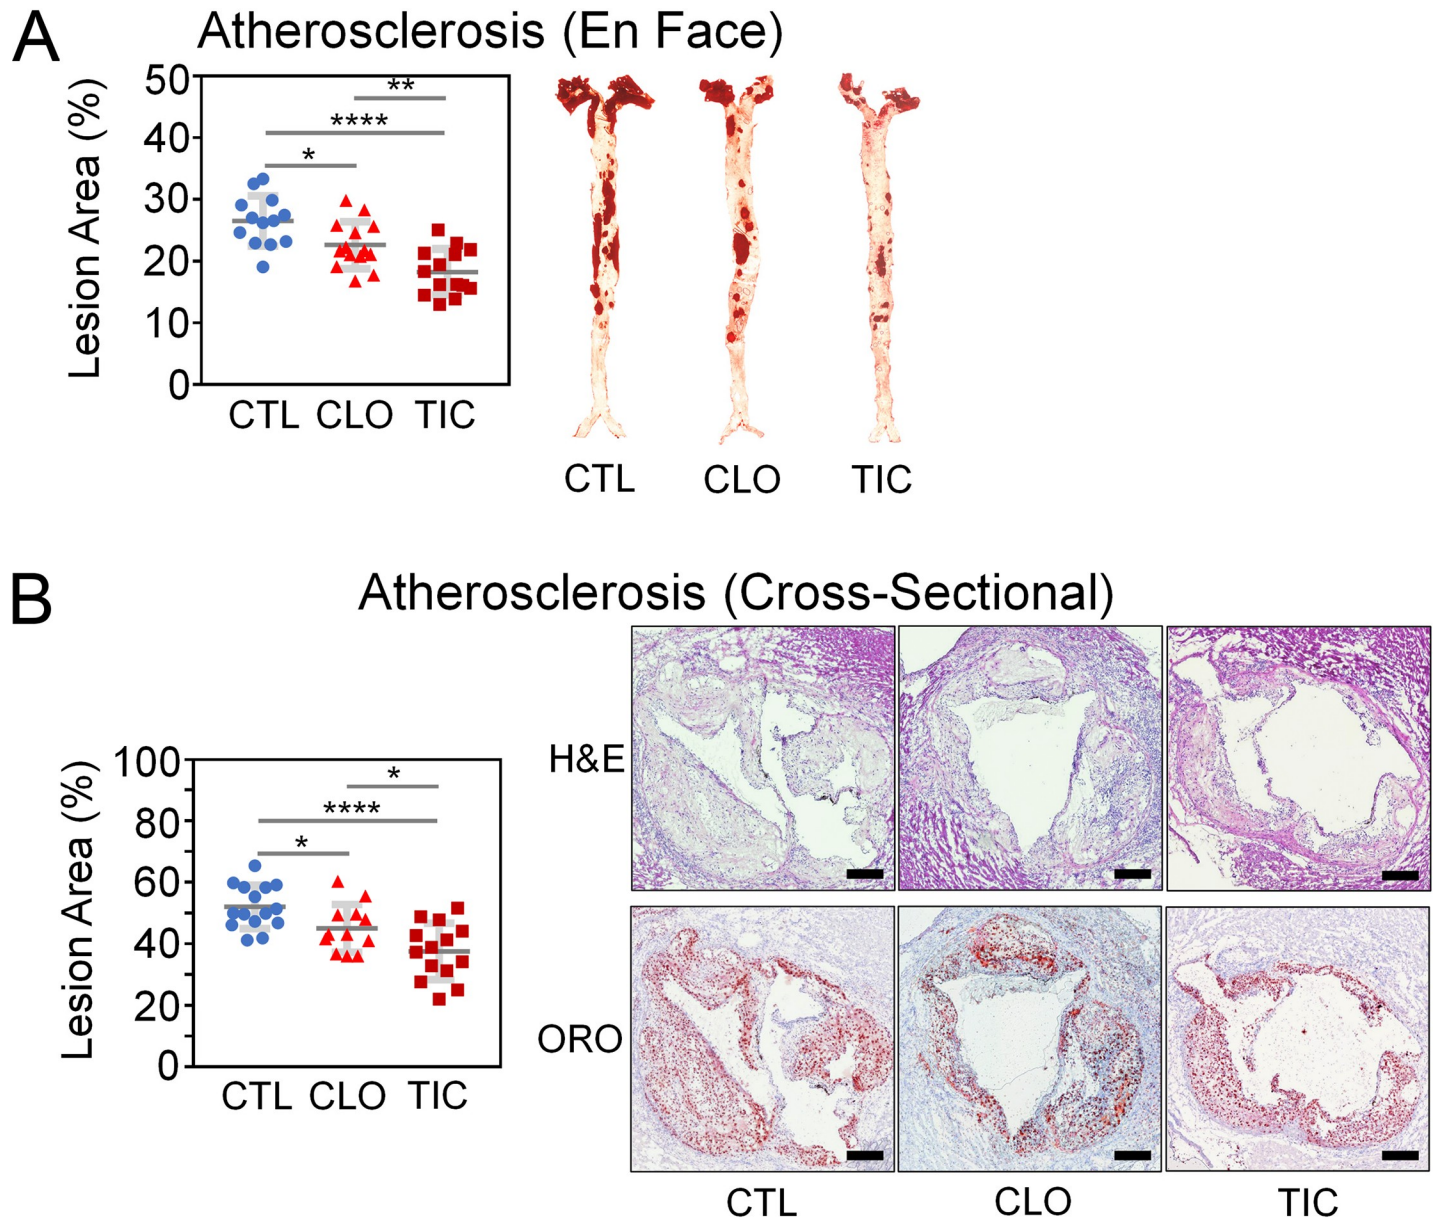 A
Atherosclerosis (En Face)
Lesion Area (%)
50
40
30
20
10
0
**
****
*
CTL CLO TIC
CTL CLO TIC
B
Atherosclerosis (Cross-Sectional)
Lesion Area (%)
100
80
60
40
20
0
*
****
*
CTL CLO TIC
H&E
ORO
CTL CLO TIC